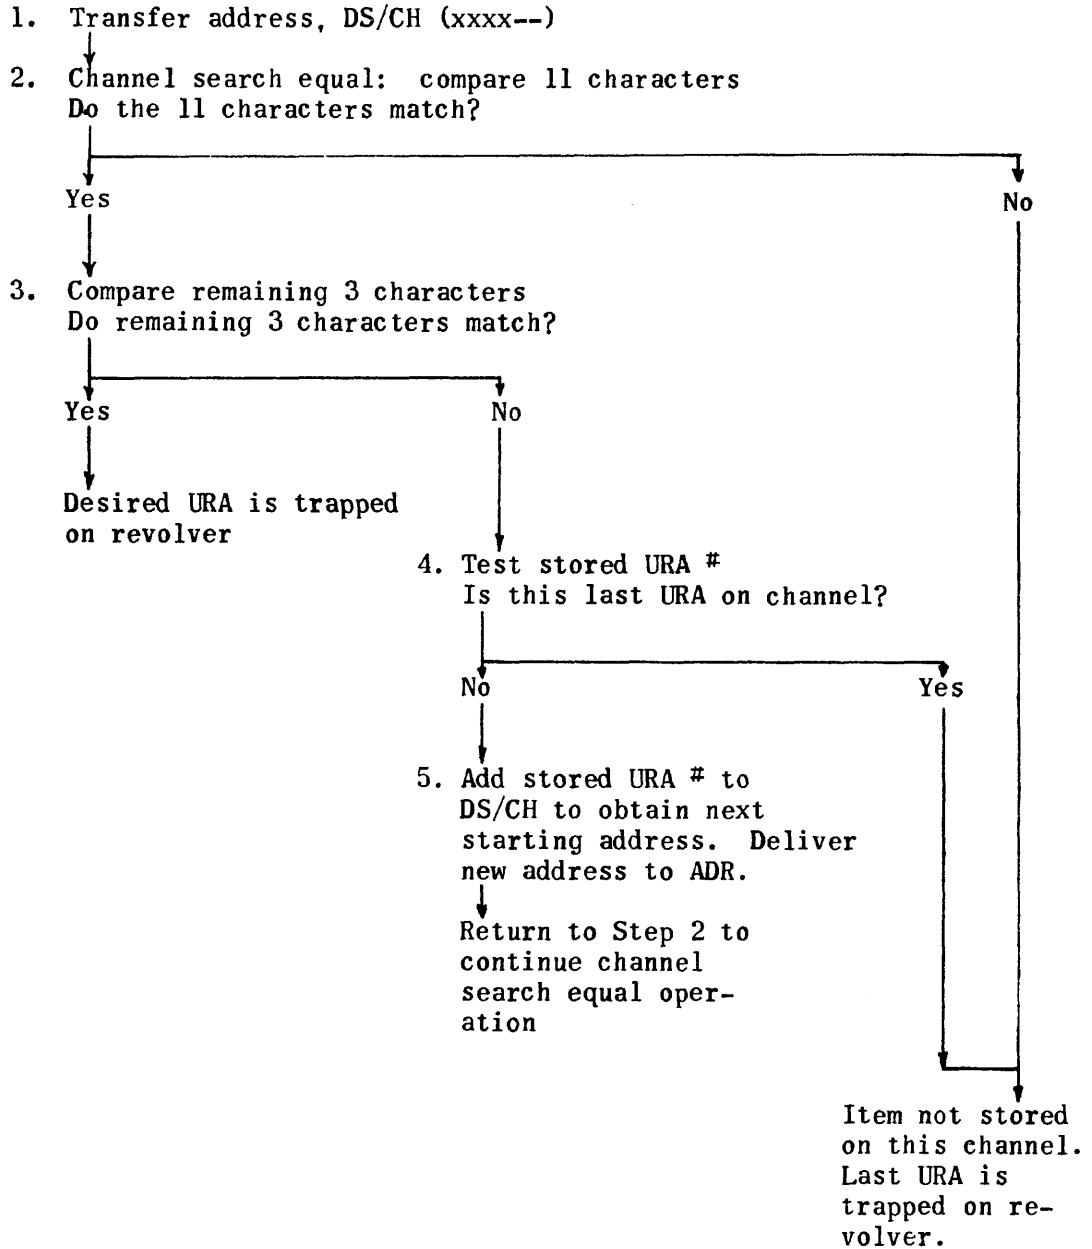 1. Transfer address, DS/CH (xxxx--)
2. Channel search equal: compare 11 characters
Do the 11 characters match?
Yes
No
3. Compare remaining 3 characters
Do remaining 3 characters match?
Yes
No
Desired URA is trapped
on revolver
4. Test stored URA #
Is this last URA on channel?
No
Yes
5. Add stored URA # to
DS/CH to obtain next
starting address. Deliver
new address to ADR.
Return to Step 2 to
continue channel
search equal oper-
ation
Item not stored
on this channel.
Last URA is
trapped on re-
volver.